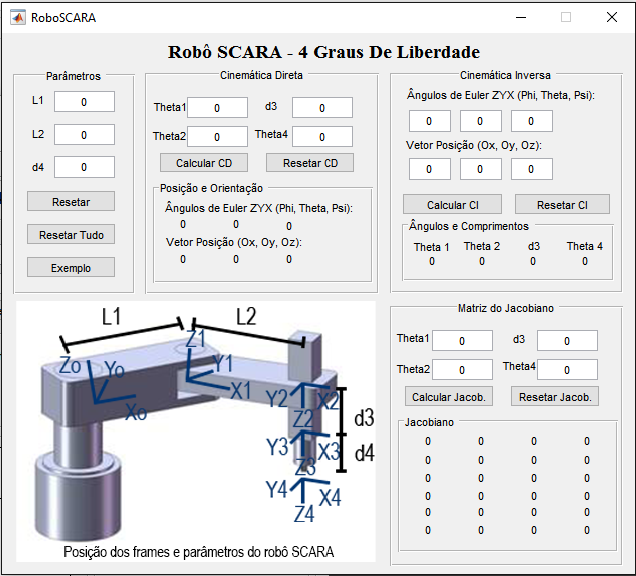 RoboSCARA
Robô SCARA - 4 Graus De Liberdade
Parâmetros
L1 0
L2 0
d4 0
Resetar
Resetar Tudo
Exemplo
Cinemática Direta
Theta1 0 d3 0
Theta2 0 Theta4 0
Calcular CD Resetar CD
Posição e Orientação
Ângulos de Euler ZYX (Phi, Theta, Psi):
0 0 0
Vetor Posição (Ox, Oy, Oz):
0 0 0
Cinemática Inversa
Ângulos de Euler ZYX (Phi, Theta, Psi):
0 0 0
Vetor Posição (Ox, Oy, Oz):
0 0 0
Calcular CI Resetar CI
Ângulos e Comprimentos
Theta 1 Theta 2 d3 Theta 4
0 0 0 0
L1 L2
Zo Yo Xo
Z1 Y1 X1
Y2 X2 Z2
d3
Y3 X3 Z3
d4
Y4 X4 Z4
Posição dos frames e parâmetros do robô SCARA
Matriz do Jacobiano
Theta1 0 d3 0
Theta2 0 Theta4 0
Calcular Jacob. Resetar Jacob.
Jacobiano
0 0 0 0
0 0 0 0
0 0 0 0
0 0 0 0
0 0 0 0
0 0 0 0